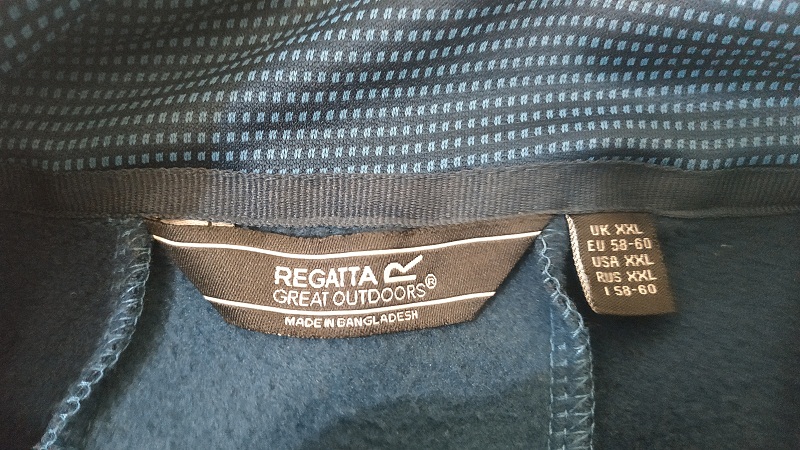 REGATTA
GREAT OUTDOORS®
MADE IN BANGLADESH
UK XXL
EU 58-60
USA XXL
RUS XXL
I 58-60